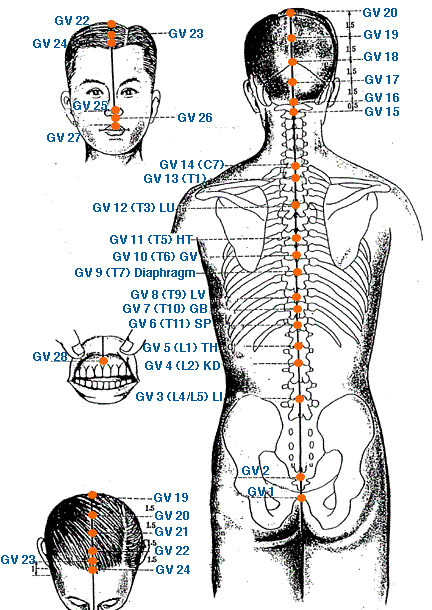 GV 22
GV 23
GV 24
GV 25
GV 26
GV 27
GV 20
1.5
GV 19
1.5
GV 18
1.5
GV 17
1.5
GV 16
0.5
GV 15
GV 14 (C7)
GV 13 (T1)
GV 12 (T3) LU
GV 11 (T5) HT
GV 10 (T6) GV
GV 9 (T7) Diaphragm
GV 8 (T9) LV
GV 7 (T10) GB
GV 6 (T11) SP
GV 5 (L1) TH
GV 4 (L2) KD
GV 3 (L4/L5) LI
GV 2
GV 1
GV 28
GV 19
1.5
GV 20
1.5
GV 21
1.5
GV 22
GV 23
GV 24